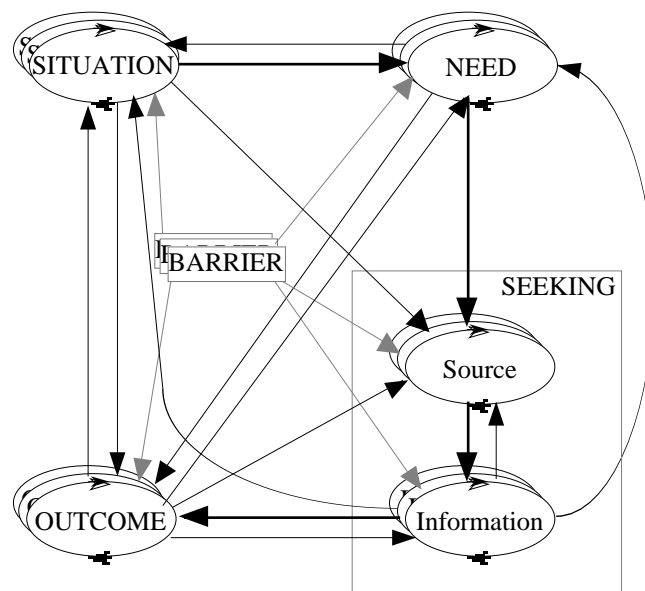 SITUATION
NEED
BARRIER
SEEKING
Source
OUTCOME
Information